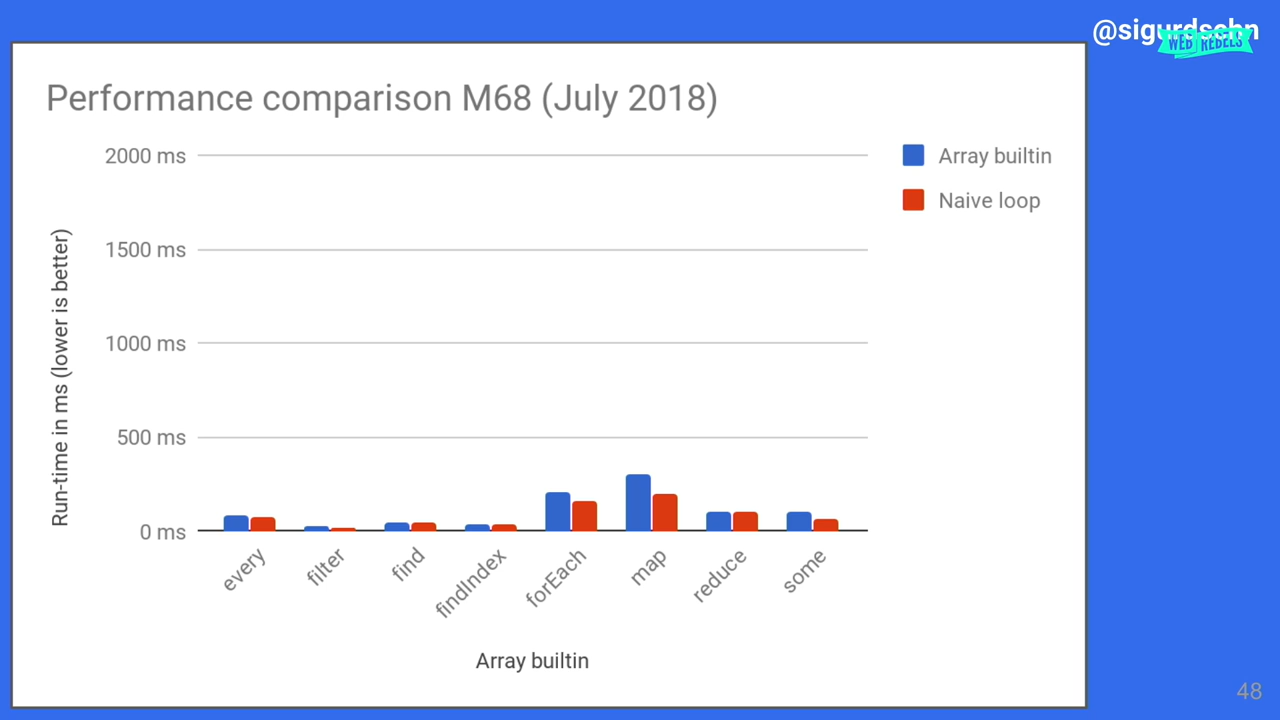 @sigurdschn
WEB REBELS
Performance comparison M68 (July 2018)
2000 ms
1500 ms
1000 ms
500 ms
0 ms
Run-time in ms (lower is better)
Array builtin
Naive loop
every
filter
find
findIndex
forEach
map
reduce
some
Array builtin
48